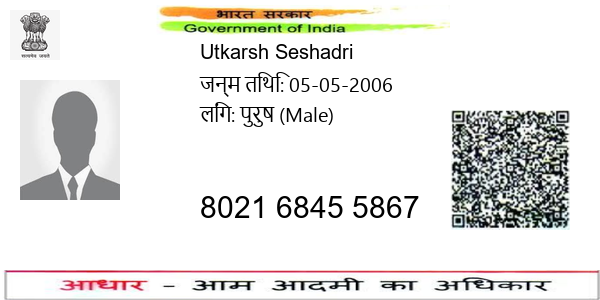 भारत सरकार
Government of India
सत्यमेव जयते
Utkarsh Seshadri
जन्म तिथि: 05-05-2006
लिंग: पुरुष (Male)
8021 6845 5867
आधार - आम आदमी का अधिकार